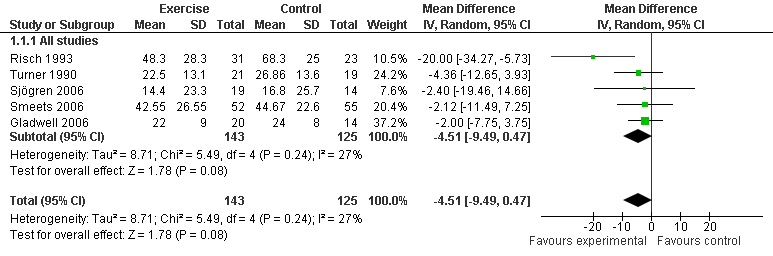 Exercise Control Mean Difference Mean Difference
Study or Subgroup Mean SD Total Mean SD Total Weight IV, Random, 95% CI IV, Random, 95% CI
1.1.1 All studies
Risch 1993 48.3 28.3 31 68.3 25 23 10.5% -20.00 [-34.27, -5.73]
Turner 1990 22.5 13.1 21 26.86 13.6 19 24.2% -4.36 [-12.65, 3.93]
Sjögren 2006 14.4 23.3 19 16.8 25.7 14 7.6% -2.40 [-19.46, 14.66]
Smeets 2006 42.55 26.55 52 44.67 22.6 55 20.4% -2.12 [-11.49, 7.25]
Gladwell 2006 22 9 20 24 8 14 37.2% -2.00 [-7.75, 3.75]
Subtotal (95% CI) 143 125 100.0% -4.51 [-9.49, 0.47]
Heterogeneity: Tau² = 8.71; Chi² = 5.49, df = 4 (P = 0.24); I² = 27%
Test for overall effect: Z = 1.78 (P = 0.08)
Total (95% CI) 143 125 100.0% -4.51 [-9.49, 0.47]
Heterogeneity: Tau² = 8.71; Chi² = 5.49, df = 4 (P = 0.24); I² = 27%
Test for overall effect: Z = 1.78 (P = 0.08)
-20 -10 0 10 20
Favours experimental Favours control